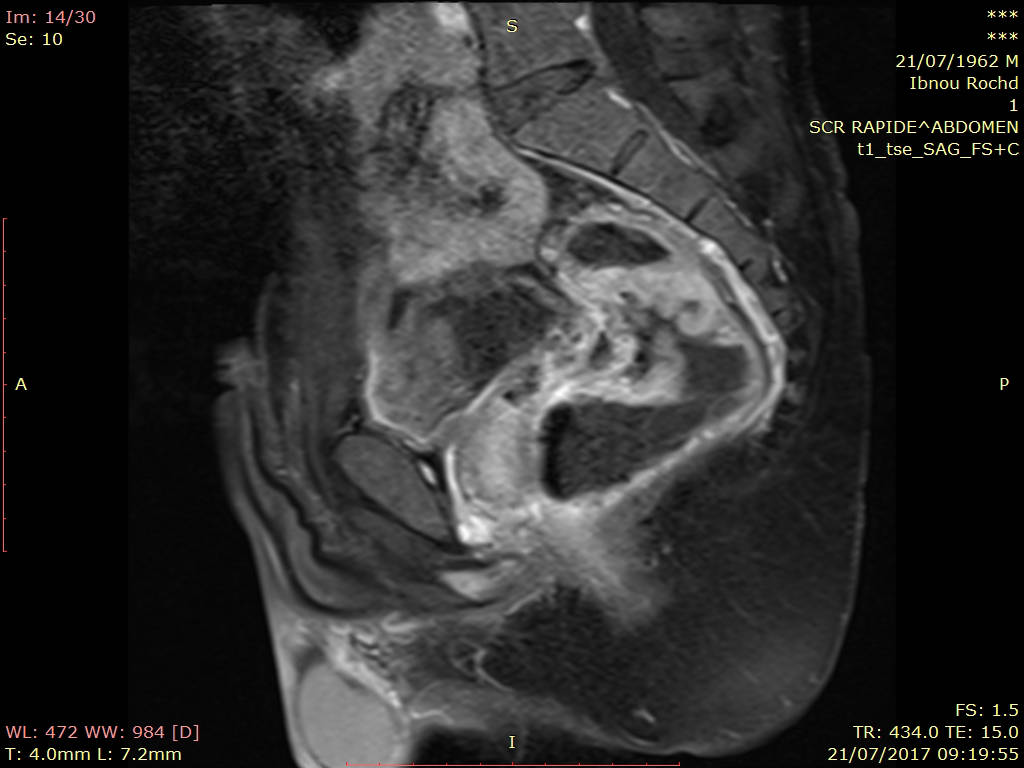 Im: 14/30
Se: 10
S
***
***
21/07/1962 M
Ibnou Rochd
1
SCR RAPIDE^ABDOMEN
t1_tse_SAG_FS+C
A
P
WL: 472 WW: 984 [D]
T: 4.0mm L: 7.2mm
I
FS: 1.5
TR: 434.0 TE: 15.0
21/07/2017 09:19:55